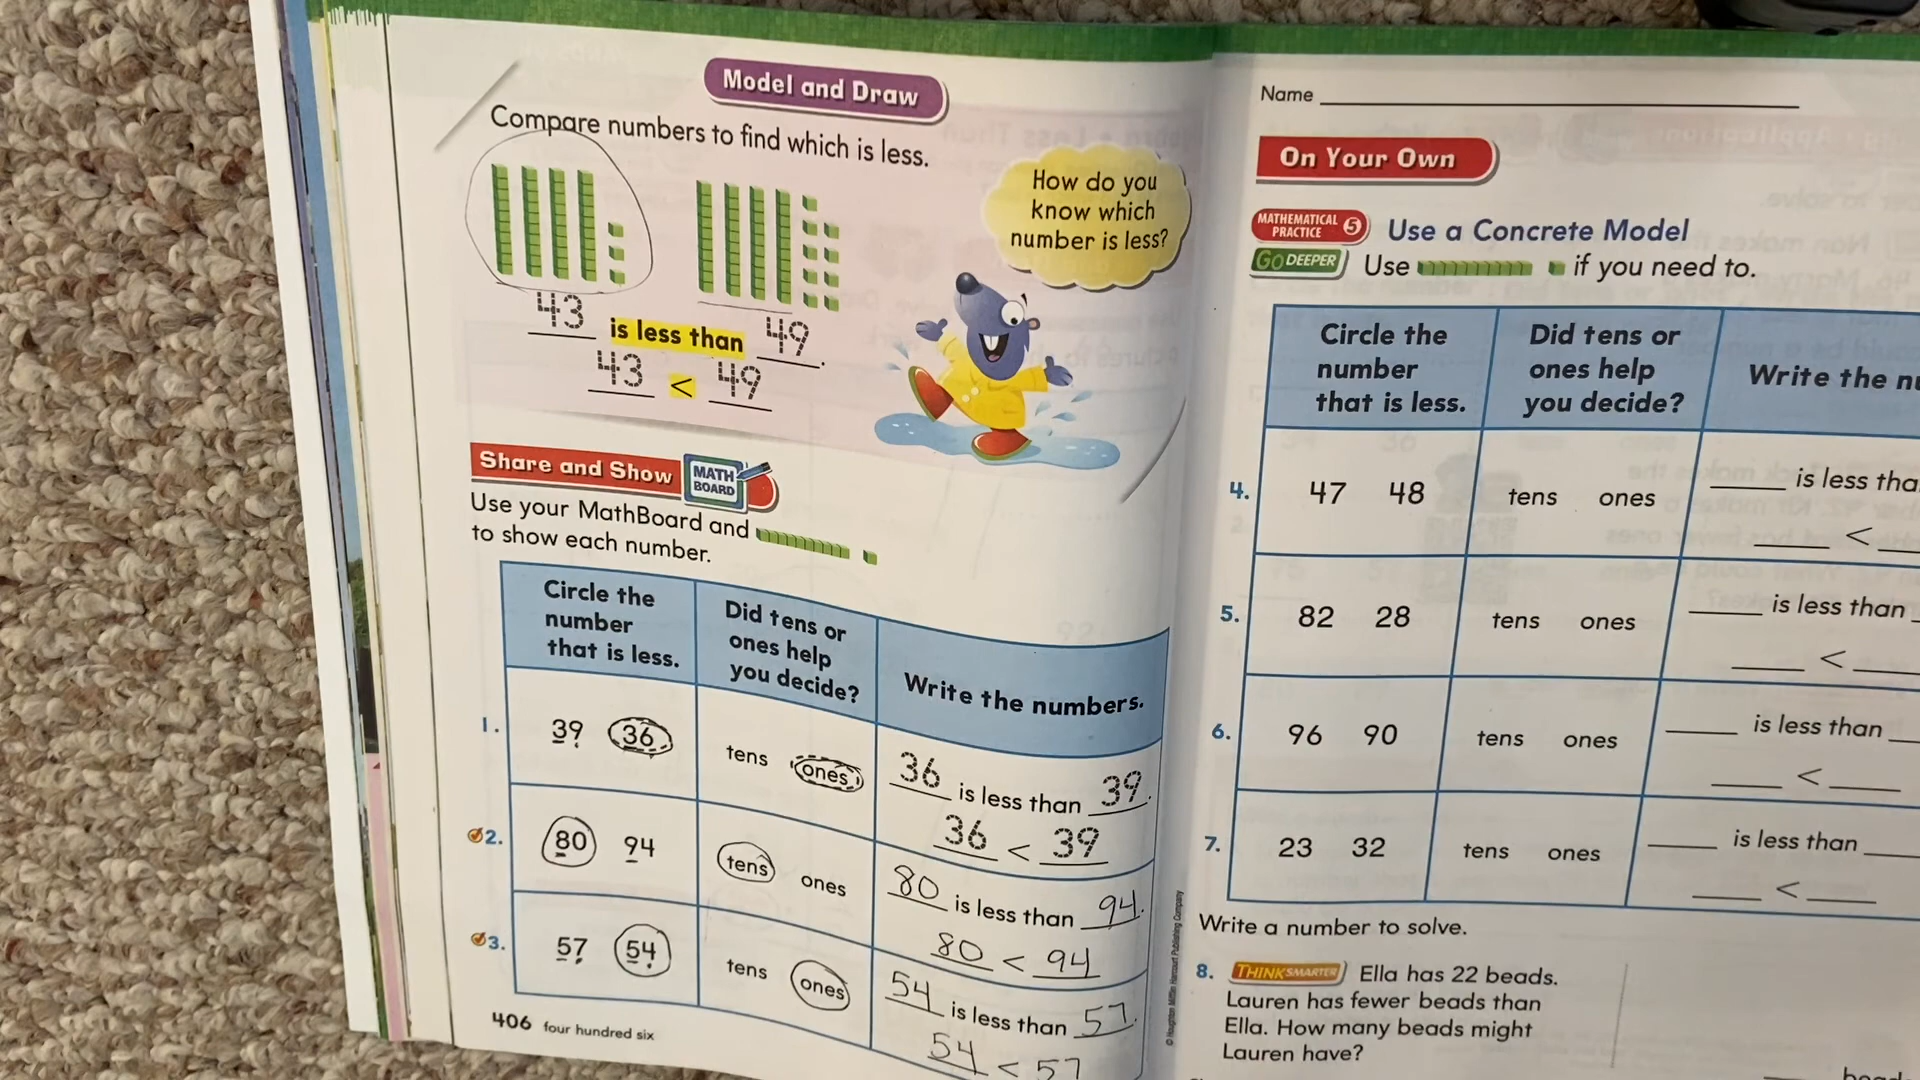 Model and Draw
Compare numbers to find which is less.
How do you
know which
number is less?
43 is less than 49.
43 < 49
Share and Show MATH BOARD
Use your MathBoard and
to show each number.
Circle the number that is less.
Did tens or ones help you decide?
Write the numbers.
1. 39 36 tens ones 36 is less than 39.
36 < 39
2. 80 94 tens ones 80 is less than 94.
80 < 94
3. 57 54 tens ones 54 is less than 57.
54 < 57
406 four hundred six
© Houghton Mifflin Harcourt Publishing Company
Name
On Your Own
MATHEMATICAL PRACTICE 5 Use a Concrete Model
GO DEEPER Use if you need to.
Circle the number that is less.
Did tens or ones help you decide?
Write the
4. 47 48 tens ones is less
<
5. 82 28 tens ones is less than
<
6. 96 90 tens ones is less than
<
7. 23 32 tens ones is less than
<
Write a number to solve.
8. THINK SMARTER Ella has 22 beads.
Lauren has fewer beads than
Ella. How many beads might
Lauren have?